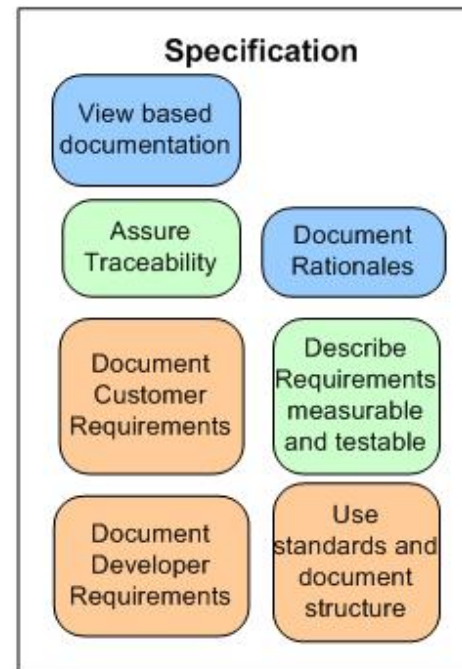 Specification
View based
documentation
Assure
Traceability
Document
Rationales
Document
Customer
Requirements
Describe
Requirements
measurable
and testable
Document
Developer
Requirements
Use
standards and
document
structure